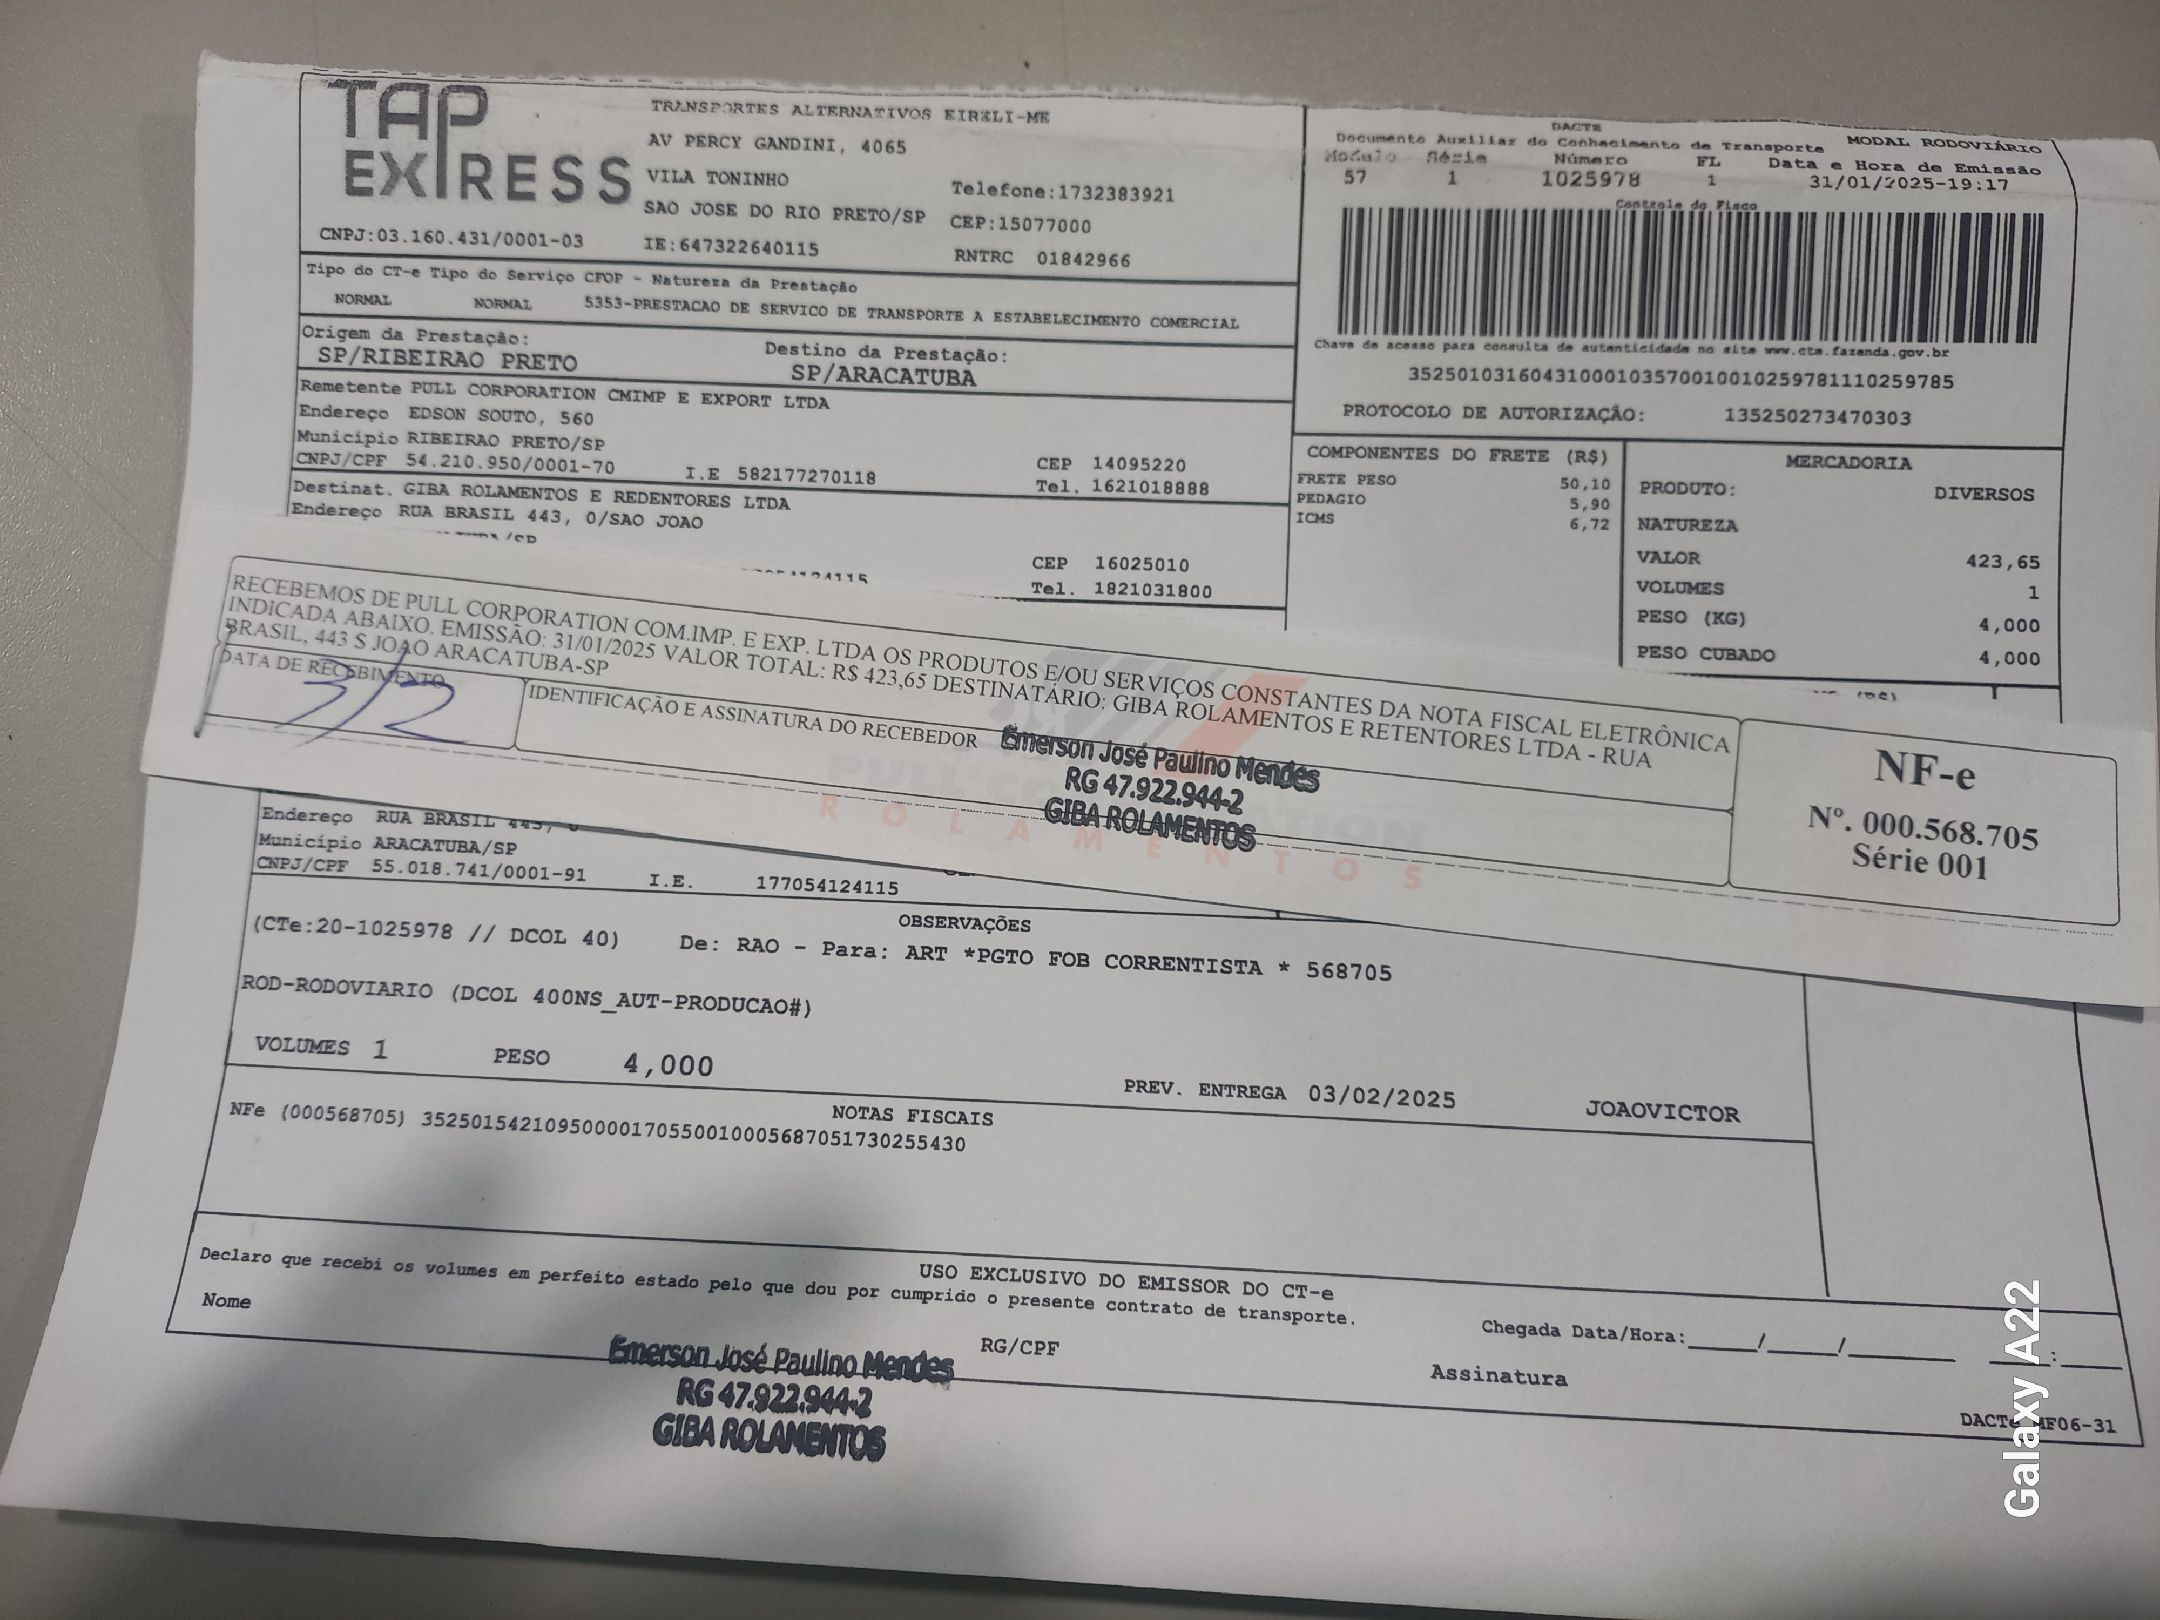 TAP EXPRESS
TRANSPORTES ALTERNATIVOS EIRELI-ME
AV PERCY GANDINI, 4065
VILA TONINHO
Telefone:1732383921
SAO JOSE DO RIO PRETO/SP CEP:15077000
CNPJ:03.160.431/0001-03 IE:647322640115 RNTRC 01842966
Tipo do CT-e Tipo do Serviço CFOP - Natureza da Prestação
NORMAL NORMAL 5353-PRESTACAO DE SERVICO DE TRANSPORTE A ESTABELECIMENTO COMERCIAL
Origem da Prestação: Destino da Prestação:
SP/RIBEIRAO PRETO SP/ARACATUBA
Remetente PULL CORPORATION CMIMP E EXPORT LTDA
Endereço EDSON SOUTO, 560
Município RIBEIRAO PRETO/SP CEP 14095220
CNPJ/CPF 54.210.950/0001-70 I.E 582177270118 Tel. 1621018888
Destinat. GIBA ROLAMENTOS E REDENTORES LTDA
Endereço RUA BRASIL 443, 0/SAO JOAO
CEP 16025010
Tel. 1821031800
DACTE
Documento Auxiliar do Conhecimento de Transporte MODAL RODOVIÁRIO
Modulo Série Número FL Data e Hora de Emissão
57 1 1025978 1 31/01/2025-19:17
Controle do Fisco
Chave de acesso para consulta de autenticidade no site www.cte.fazenda.gov.br
35250103160431000103570010010259781110259785
PROTOCOLO DE AUTORIZAÇÃO: 135250273470303
COMPONENTES DO FRETE (R$)
FRETE PESO 50,10
PEDAGIO 5,90
ICMS 6,72
MERCADORIA
PRODUTO: DIVERSOS
NATUREZA
VALOR 423,65
VOLUMES 1
PESO (KG) 4,000
PESO CUBADO 4,000
RECEBEMOS DE PULL CORPORATION COM.IMP. E EXP. LTDA OS PRODUTOS E/OU SERVIÇOS CONSTANTES DA NOTA FISCAL ELETRÔNICA
INDICADA ABAIXO. EMISSÃO: 31/01/2025 VALOR TOTAL: R$ 423,65 DESTINATÁRIO: GIBA ROLAMENTOS E RETENTORES LTDA - RUA
BRASIL, 443 S JOAO ARACATUBA-SP
DATA DE RECEBIMENTO
3/2
IDENTIFICAÇÃO E ASSINATURA DO RECEBEDOR
Emerson José Paulino Mendes
RG 47.922.944-2
GIBA ROLAMENTOS
PULL CORPORATION
ROLAMENTOS
NF-e
Nº. 000.568.705
Série 001
Endereço RUA BRASIL 443, 0
Município ARACATUBA/SP
CNPJ/CPF 55.018.741/0001-91 I.E. 177054124115
OBSERVAÇÕES
(CTe:20-1025978 // DCOL 40) De: RAO - Para: ART *PGTO FOB CORRENTISTA * 568705
ROD-RODOVIARIO (DCOL 400NS_AUT-PRODUCAO#)
VOLUMES 1 PESO 4,000 PREV. ENTREGA 03/02/2025 JOAOVICTOR
NOTAS FISCAIS
NFe (000568705) 35250154210950000170550010005687051730255430
USO EXCLUSIVO DO EMISSOR DO CT-e
Declaro que recebi os volumes em perfeito estado pelo que dou por cumprido o presente contrato de transporte.
Nome RG/CPF Assinatura
Chegada Data/Hora:____/____/______ ____:____
Emerson José Paulino Mendes
RG 47.922.944-2
GIBA ROLAMENTOS
DACTe MF06-31
Galaxy A22